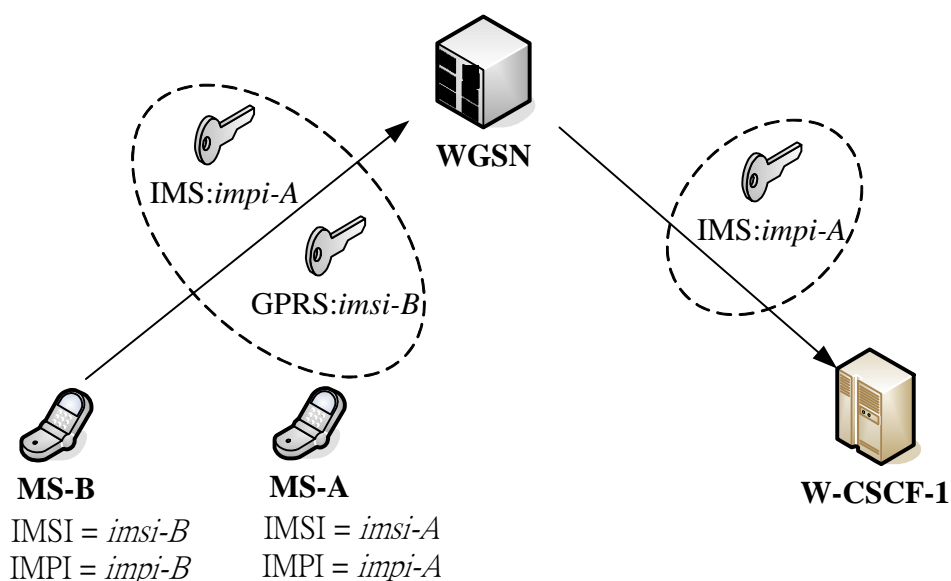 WGSN
IMS:impi-A
IMS:impi-A
GPRS:imsi-B
MS-B
IMSI = imsi-B
IMPI = impi-B
MS-A
IMSI = imsi-A
IMPI = impi-A
W-CSCF-1